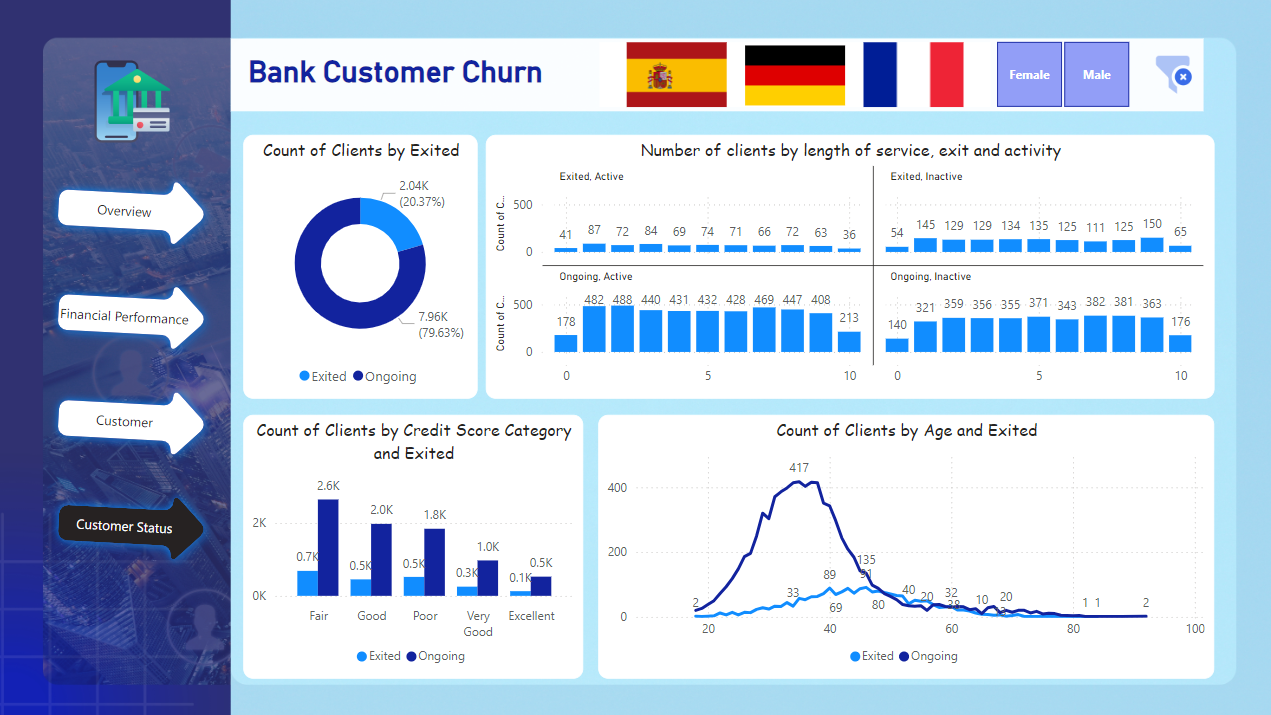 Bank Customer Churn
Female
Male
Overview
Financial Performance
Customer
Customer Status
Count of Clients by Exited
2.04K
(20.37%)
7.96K
(79.63%)
Exited Ongoing
Number of clients by length of service, exit and activity
Exited, Active
Count of C...
500
0
41 87 72 84 69 74 71 66 72 63 36
Exited, Inactive
54 145 129 129 134 135 125 111 125 150 65
Ongoing, Active
Count of C...
500
0
178 482 488 440 431 432 428 469 447 408 213
0 5 10
Ongoing, Inactive
140 321 359 356 355 371 343 382 381 363 176
0 5 10
Count of Clients by Credit Score Category
and Exited
2K
0K
0.7K 2.6K 0.5K 2.0K 0.5K 1.8K 0.3K 1.0K 0.1K 0.5K
Fair Good Poor Very Excellent
Good
Exited Ongoing
Count of Clients by Age and Exited
400
200
0
417
135
91
89
33
69
80
40
20
32
38
10
20
2
1 1
2
20 40 60 80 100
Exited Ongoing